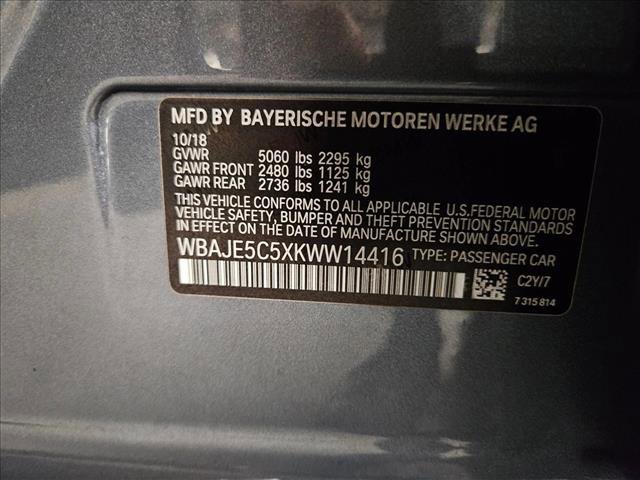 MFD BY BAYERISCHE MOTOREN WERKE AG
10/18
GVWR 5060 lbs 2295 kg
GAWR FRONT 2480 lbs 1125 kg
GAWR REAR 2736 lbs 1241 kg
THIS VEHICLE CONFORMS TO ALL APPLICABLE U.S.FEDERAL MOTOR
VEHICLE SAFETY, BUMPER AND THEFT PREVENTION STANDARDS
IN EFFECT ON THE DATE OF MANUFACTURE SHOWN ABOVE.
WBAJE5C5XKWW14416 TYPE: PASSENGER CAR
C2Y/7
7 315 814